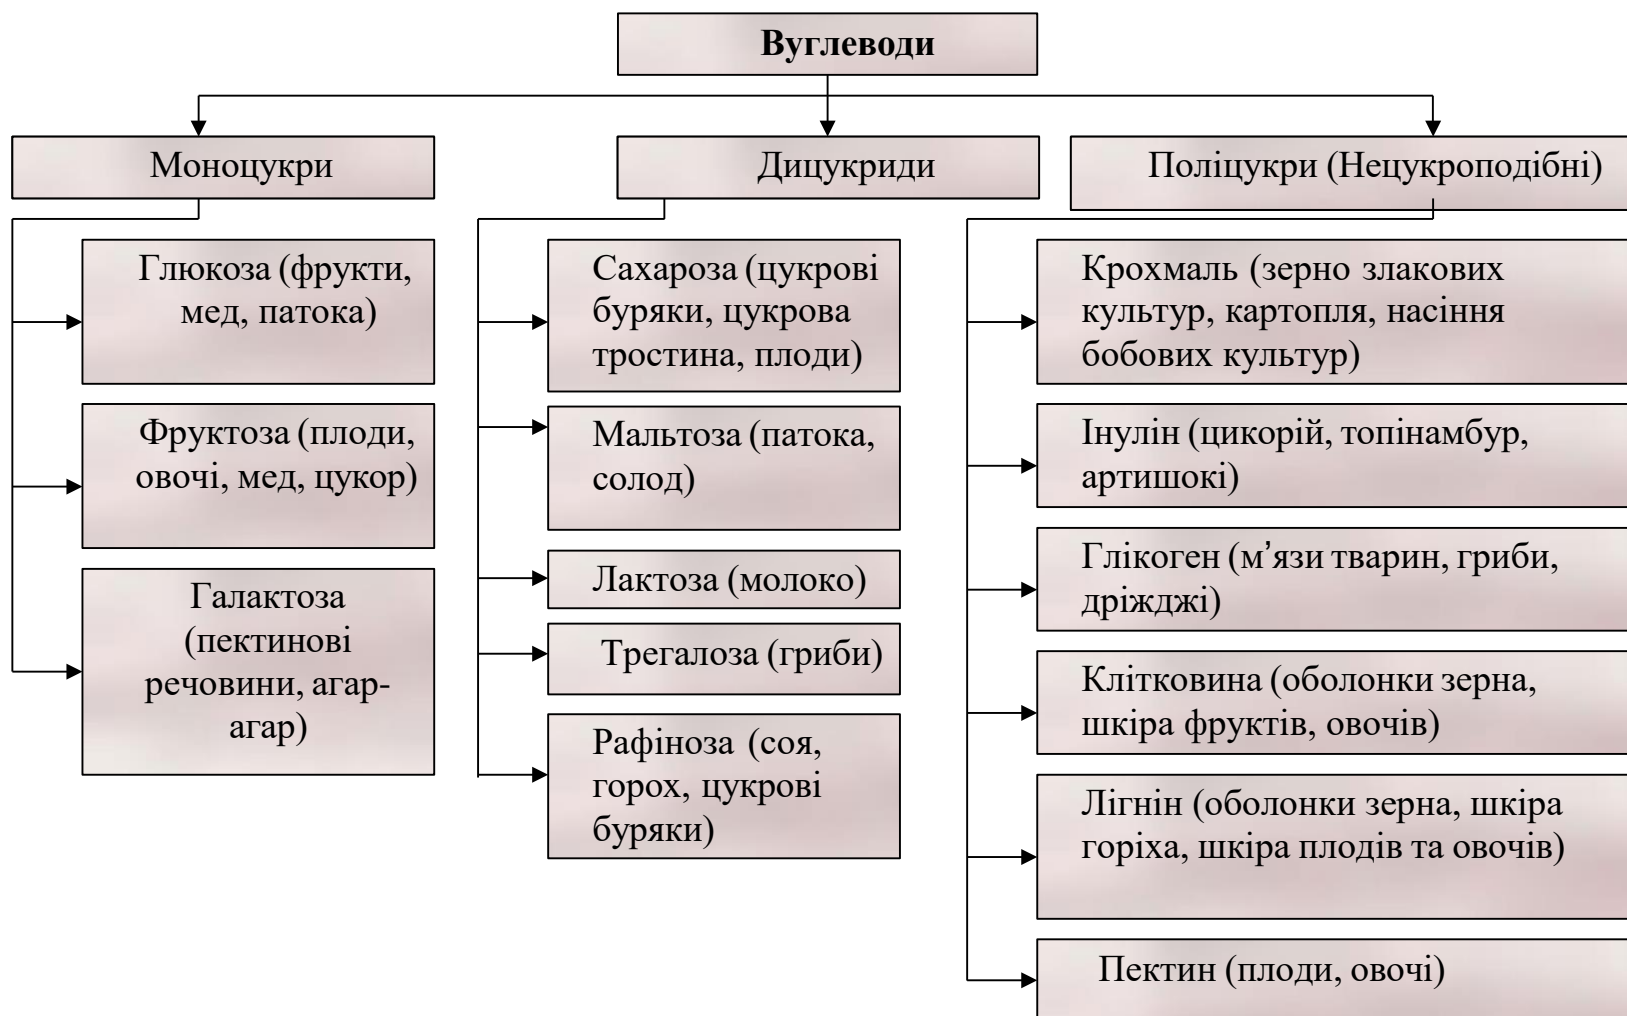 Вуглеводи
Моноцукри
Дицукриди
Поліцукри (Нецукроподібні)
Глюкоза (фрукти,
мед, патока)
Фруктоза (плоди,
овочі, мед, цукор)
Галактоза
(пектинові
речовини, агар-
агар)
Сахароза (цукрові
буряки, цукрова
тростина, плоди)
Мальтоза (патока,
солод)
Лактоза (молоко)
Трегалоза (гриби)
Рафіноза (соя,
горох, цукрові
буряки)
Крохмаль (зерно злакових
культур, картопля, насіння
бобових культур)
Інулін (цикорій, топінамбур,
артишокі)
Глікоген (м’язи тварин, гриби,
дріжджі)
Клітковина (оболонки зерна,
шкіра фруктів, овочів)
Лігнін (оболонки зерна, шкіра
горіха, шкіра плодів та овочів)
Пектин (плоди, овочі)